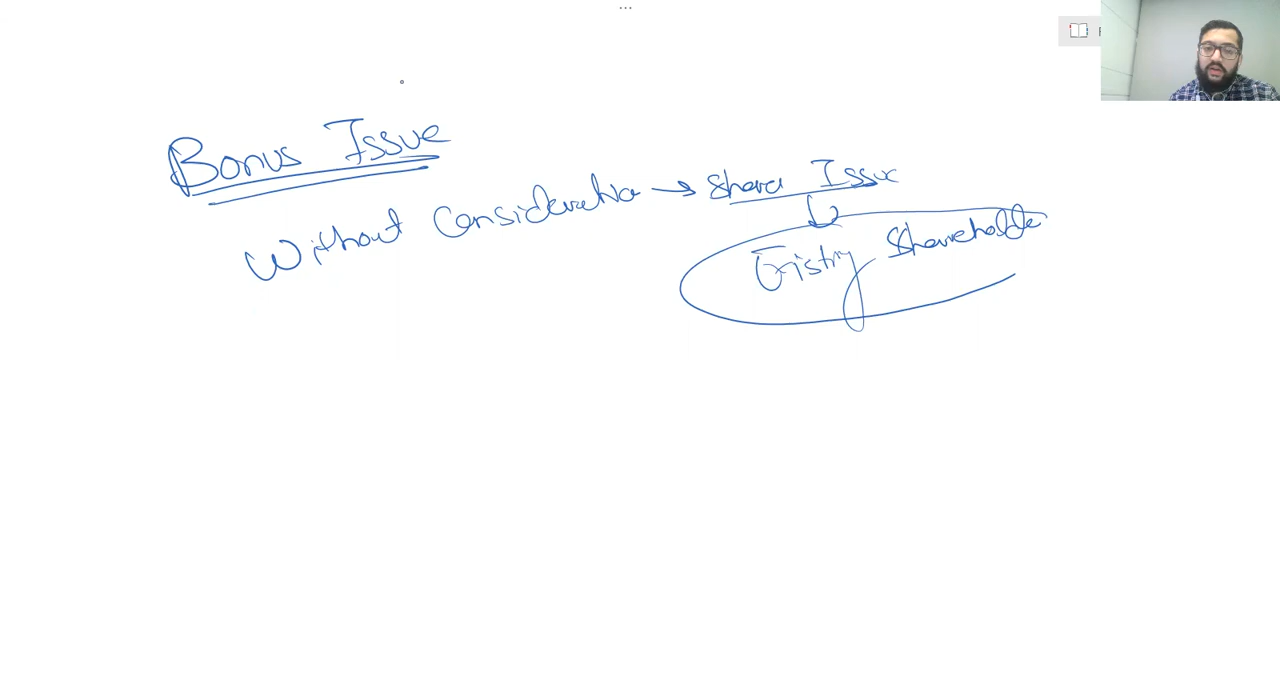 Bonus Issue
Without Consideration → Share Issue
Existing Shareholder